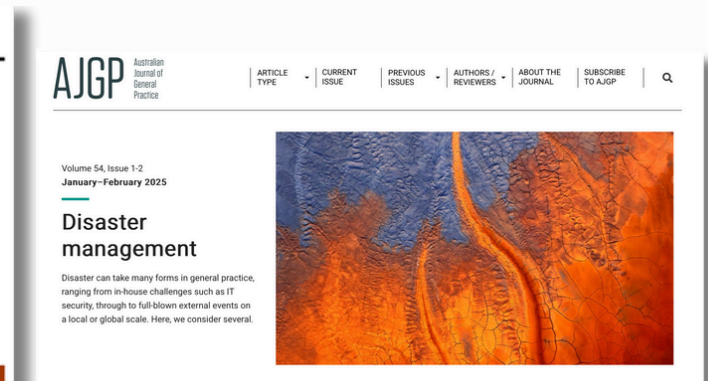 AJGP
Australian
Journal of
General
Practice
ARTICLE
TYPE
CURRENT
ISSUE
PREVIOUS
ISSUES
AUTHORS /
REVIEWERS
ABOUT THE
JOURNAL
SUBSCRIBE
TO AJGP
Volume 54, Issue 1-2
January–February 2025
Disaster
management
Disaster can take many forms in general practice,
ranging from in-house challenges such as IT
security, through to full-blown external events on
a local or global scale. Here, we consider several.